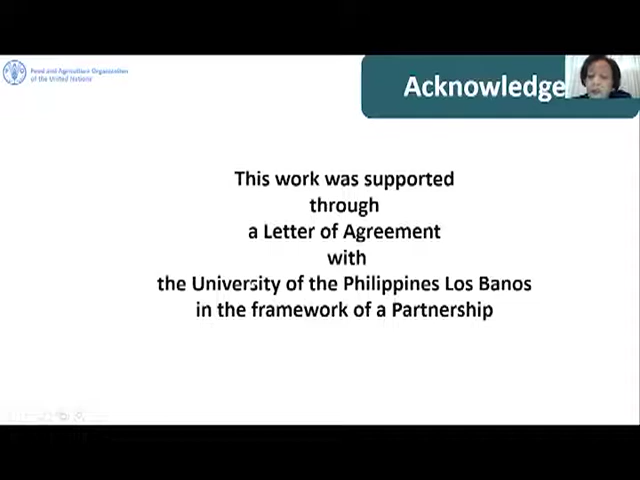 Food and Agriculture Organization
of the United Nations
Acknowledge
This work was supported
through
a Letter of Agreement
with
the University of the Philippines Los Banos
in the framework of a Partnership